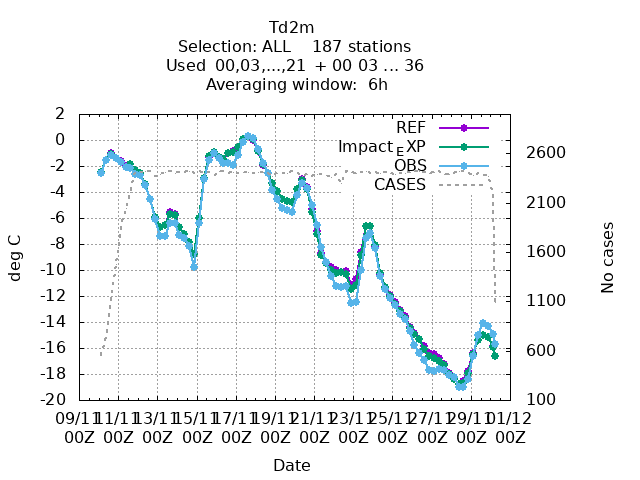 Td2m
Selection: ALL    187 stations
Used  00,03,...,21  + 00 03 ... 36
Averaging window:  6h
REF
Impact_EXP
OBS
CASES
2
0
-2
-4
-6
-8
-10
-12
-14
-16
-18
-20
deg C
2600
2100
1600
1100
600
100
No cases
09/11 11/11 13/11 15/11 17/11 19/11 21/11 23/11 25/11 27/11 29/11 01/12
00Z 00Z 00Z 00Z 00Z 00Z 00Z 00Z 00Z 00Z 00Z 00Z
Date